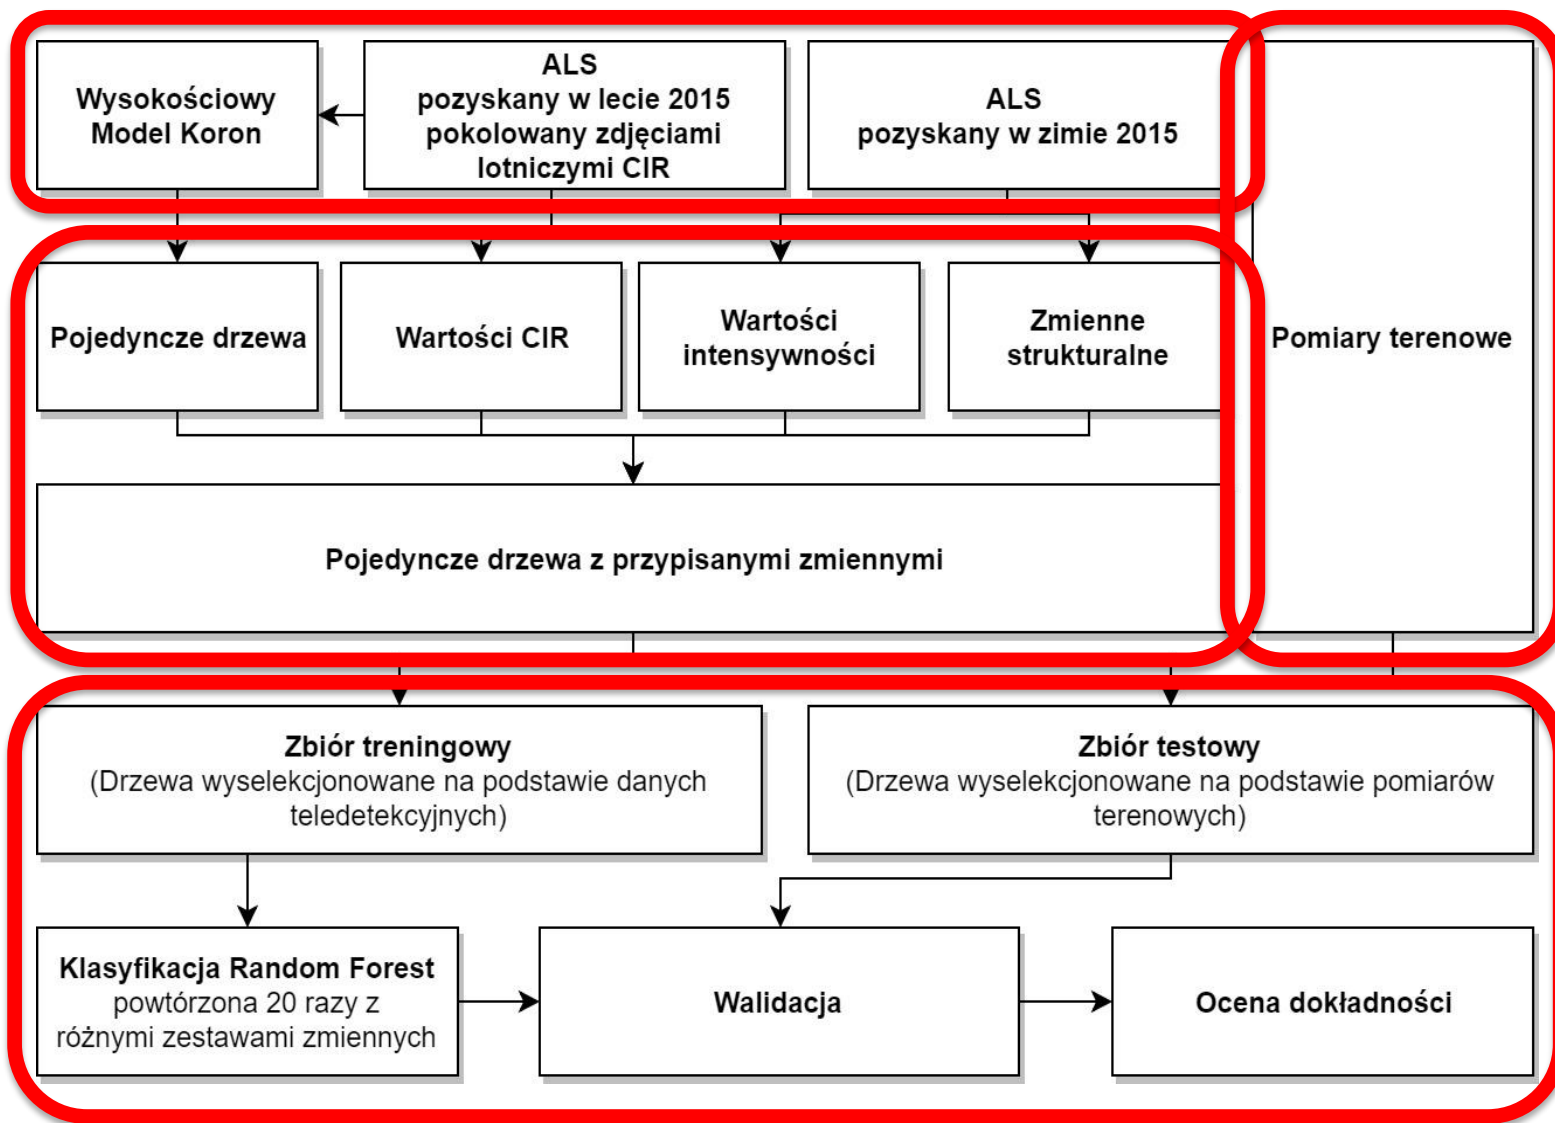 Wysokościowy
Model Koron
ALS
pozyskany w lecie 2015
pokolowany zdjęciami
lotniczymi CIR
ALS
pozyskany w zimie 2015
Pojedyncze drzewa
Wartości CIR
Wartości
intensywności
Zmienne
strukturalne
Pomiary terenowe
Pojedyncze drzewa z przypisanymi zmiennymi
Zbiór treningowy
(Drzewa wyselekcjonowane na podstawie danych
teledetekcyjnych)
Zbiór testowy
(Drzewa wyselekcjonowane na podstawie pomiarów
terenowych)
Klasyfikacja Random Forest
powtórzona 20 razy z
różnymi zestawami zmiennych
Walidacja
Ocena dokładności